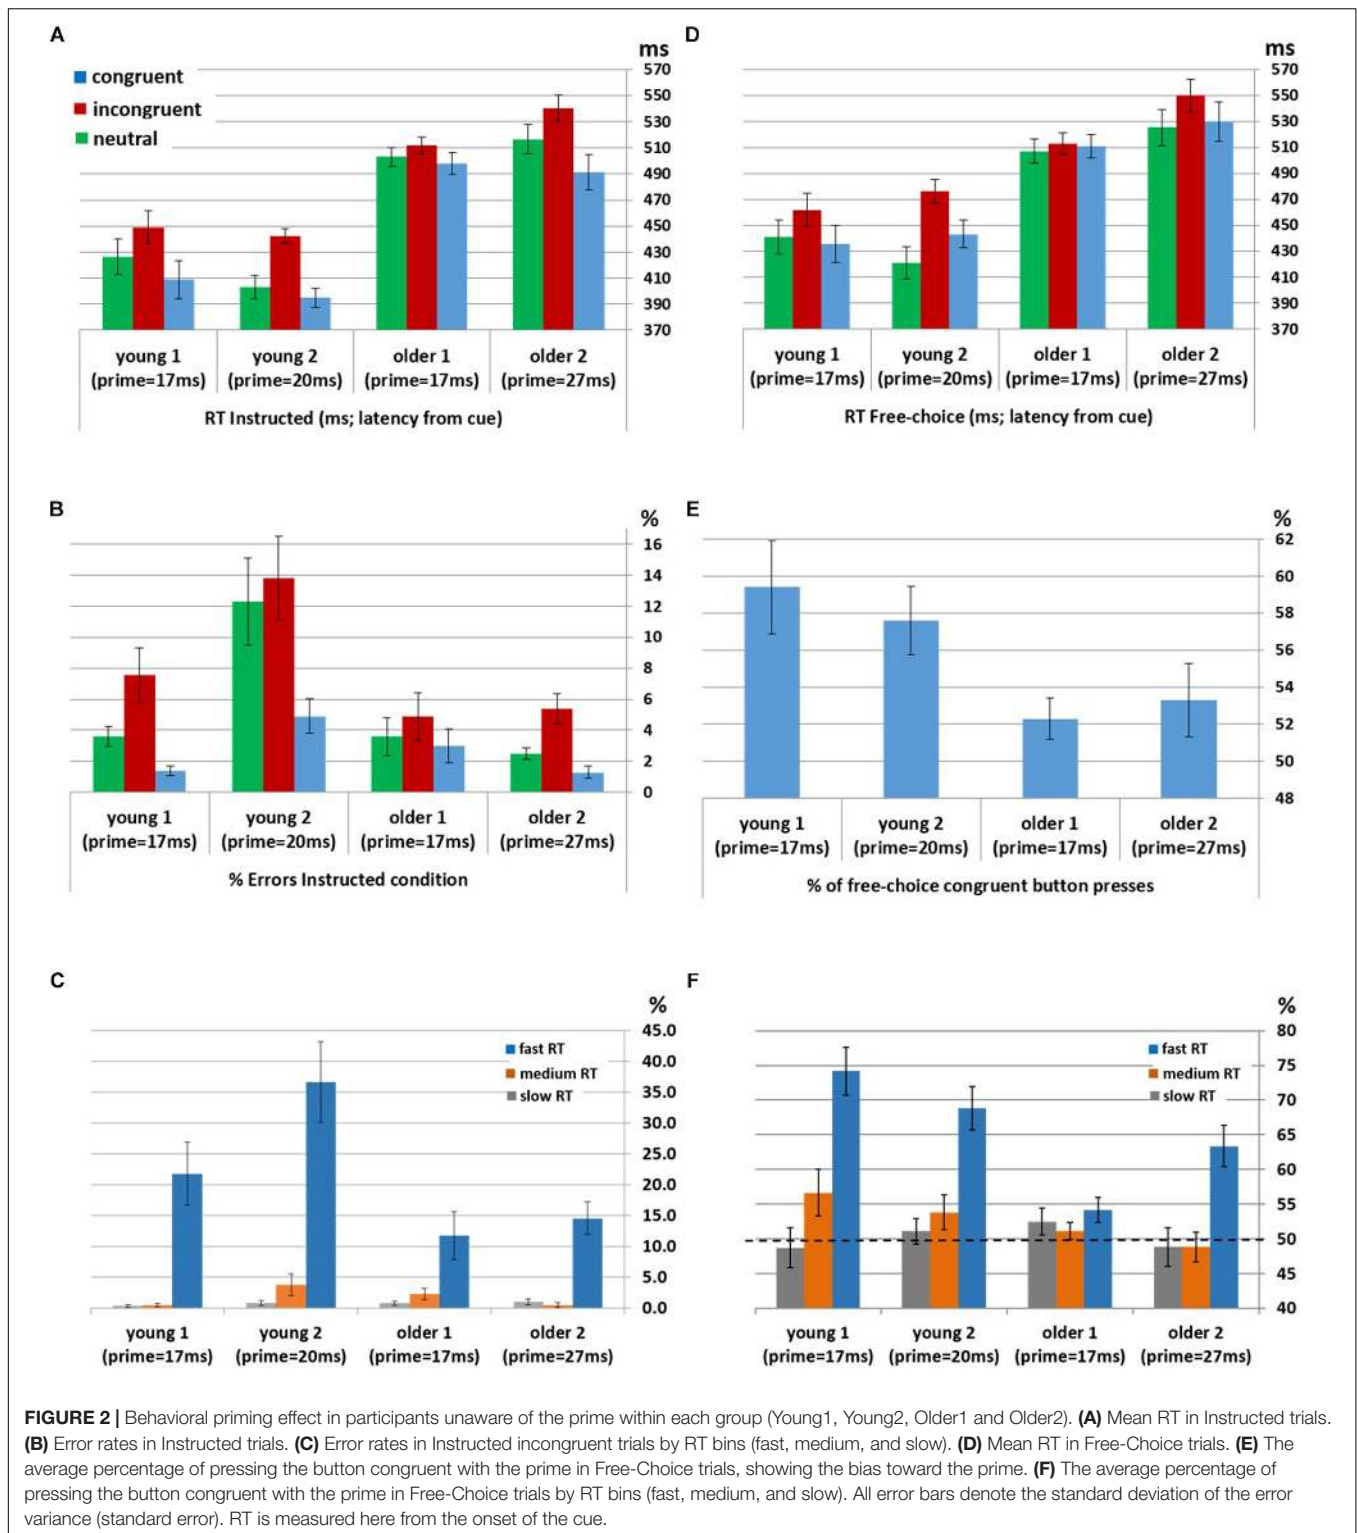 A
ms
congruent
incongruent
neutral
570
550
530
510
490
470
450
430
410
390
370
young 1
(prime=17ms)
young 2
(prime=20ms)
older 1
(prime=17ms)
older 2
(prime=27ms)
RT Instructed (ms; latency from cue)
D
ms
570
550
530
510
490
470
450
430
410
390
370
young 1
(prime=17ms)
young 2
(prime=20ms)
older 1
(prime=17ms)
older 2
(prime=27ms)
RT Free-choice (ms; latency from cue)
B
%
16
14
12
10
8
6
4
2
0
young 1
(prime=17ms)
young 2
(prime=20ms)
older 1
(prime=17ms)
older 2
(prime=27ms)
% Errors Instructed condition
E
%
62
60
58
56
54
52
50
48
young 1
(prime=17ms)
young 2
(prime=20ms)
older 1
(prime=17ms)
older 2
(prime=27ms)
% of free-choice congruent button presses
C
%
fast RT
medium RT
slow RT
45.0
40.0
35.0
30.0
25.0
20.0
15.0
10.0
5.0
0.0
young 1
(prime=17ms)
young 2
(prime=20ms)
older 1
(prime=17ms)
older 2
(prime=27ms)
F
%
fast RT
medium RT
slow RT
80
75
70
65
60
55
50
45
40
young 1
(prime=17ms)
young 2
(prime=20ms)
older 1
(prime=17ms)
older 2
(prime=27ms)
FIGURE 2 | Behavioral priming effect in participants unaware of the prime within each group (Young1, Young2, Older1 and Older2). (A) Mean RT in Instructed trials.
(B) Error rates in Instructed trials. (C) Error rates in Instructed incongruent trials by RT bins (fast, medium, and slow). (D) Mean RT in Free-Choice trials. (E) The
average percentage of pressing the button congruent with the prime in Free-Choice trials, showing the bias toward the prime. (F) The average percentage of
pressing the button congruent with the prime in Free-Choice trials by RT bins (fast, medium, and slow). All error bars denote the standard deviation of the error
variance (standard error). RT is measured here from the onset of the cue.